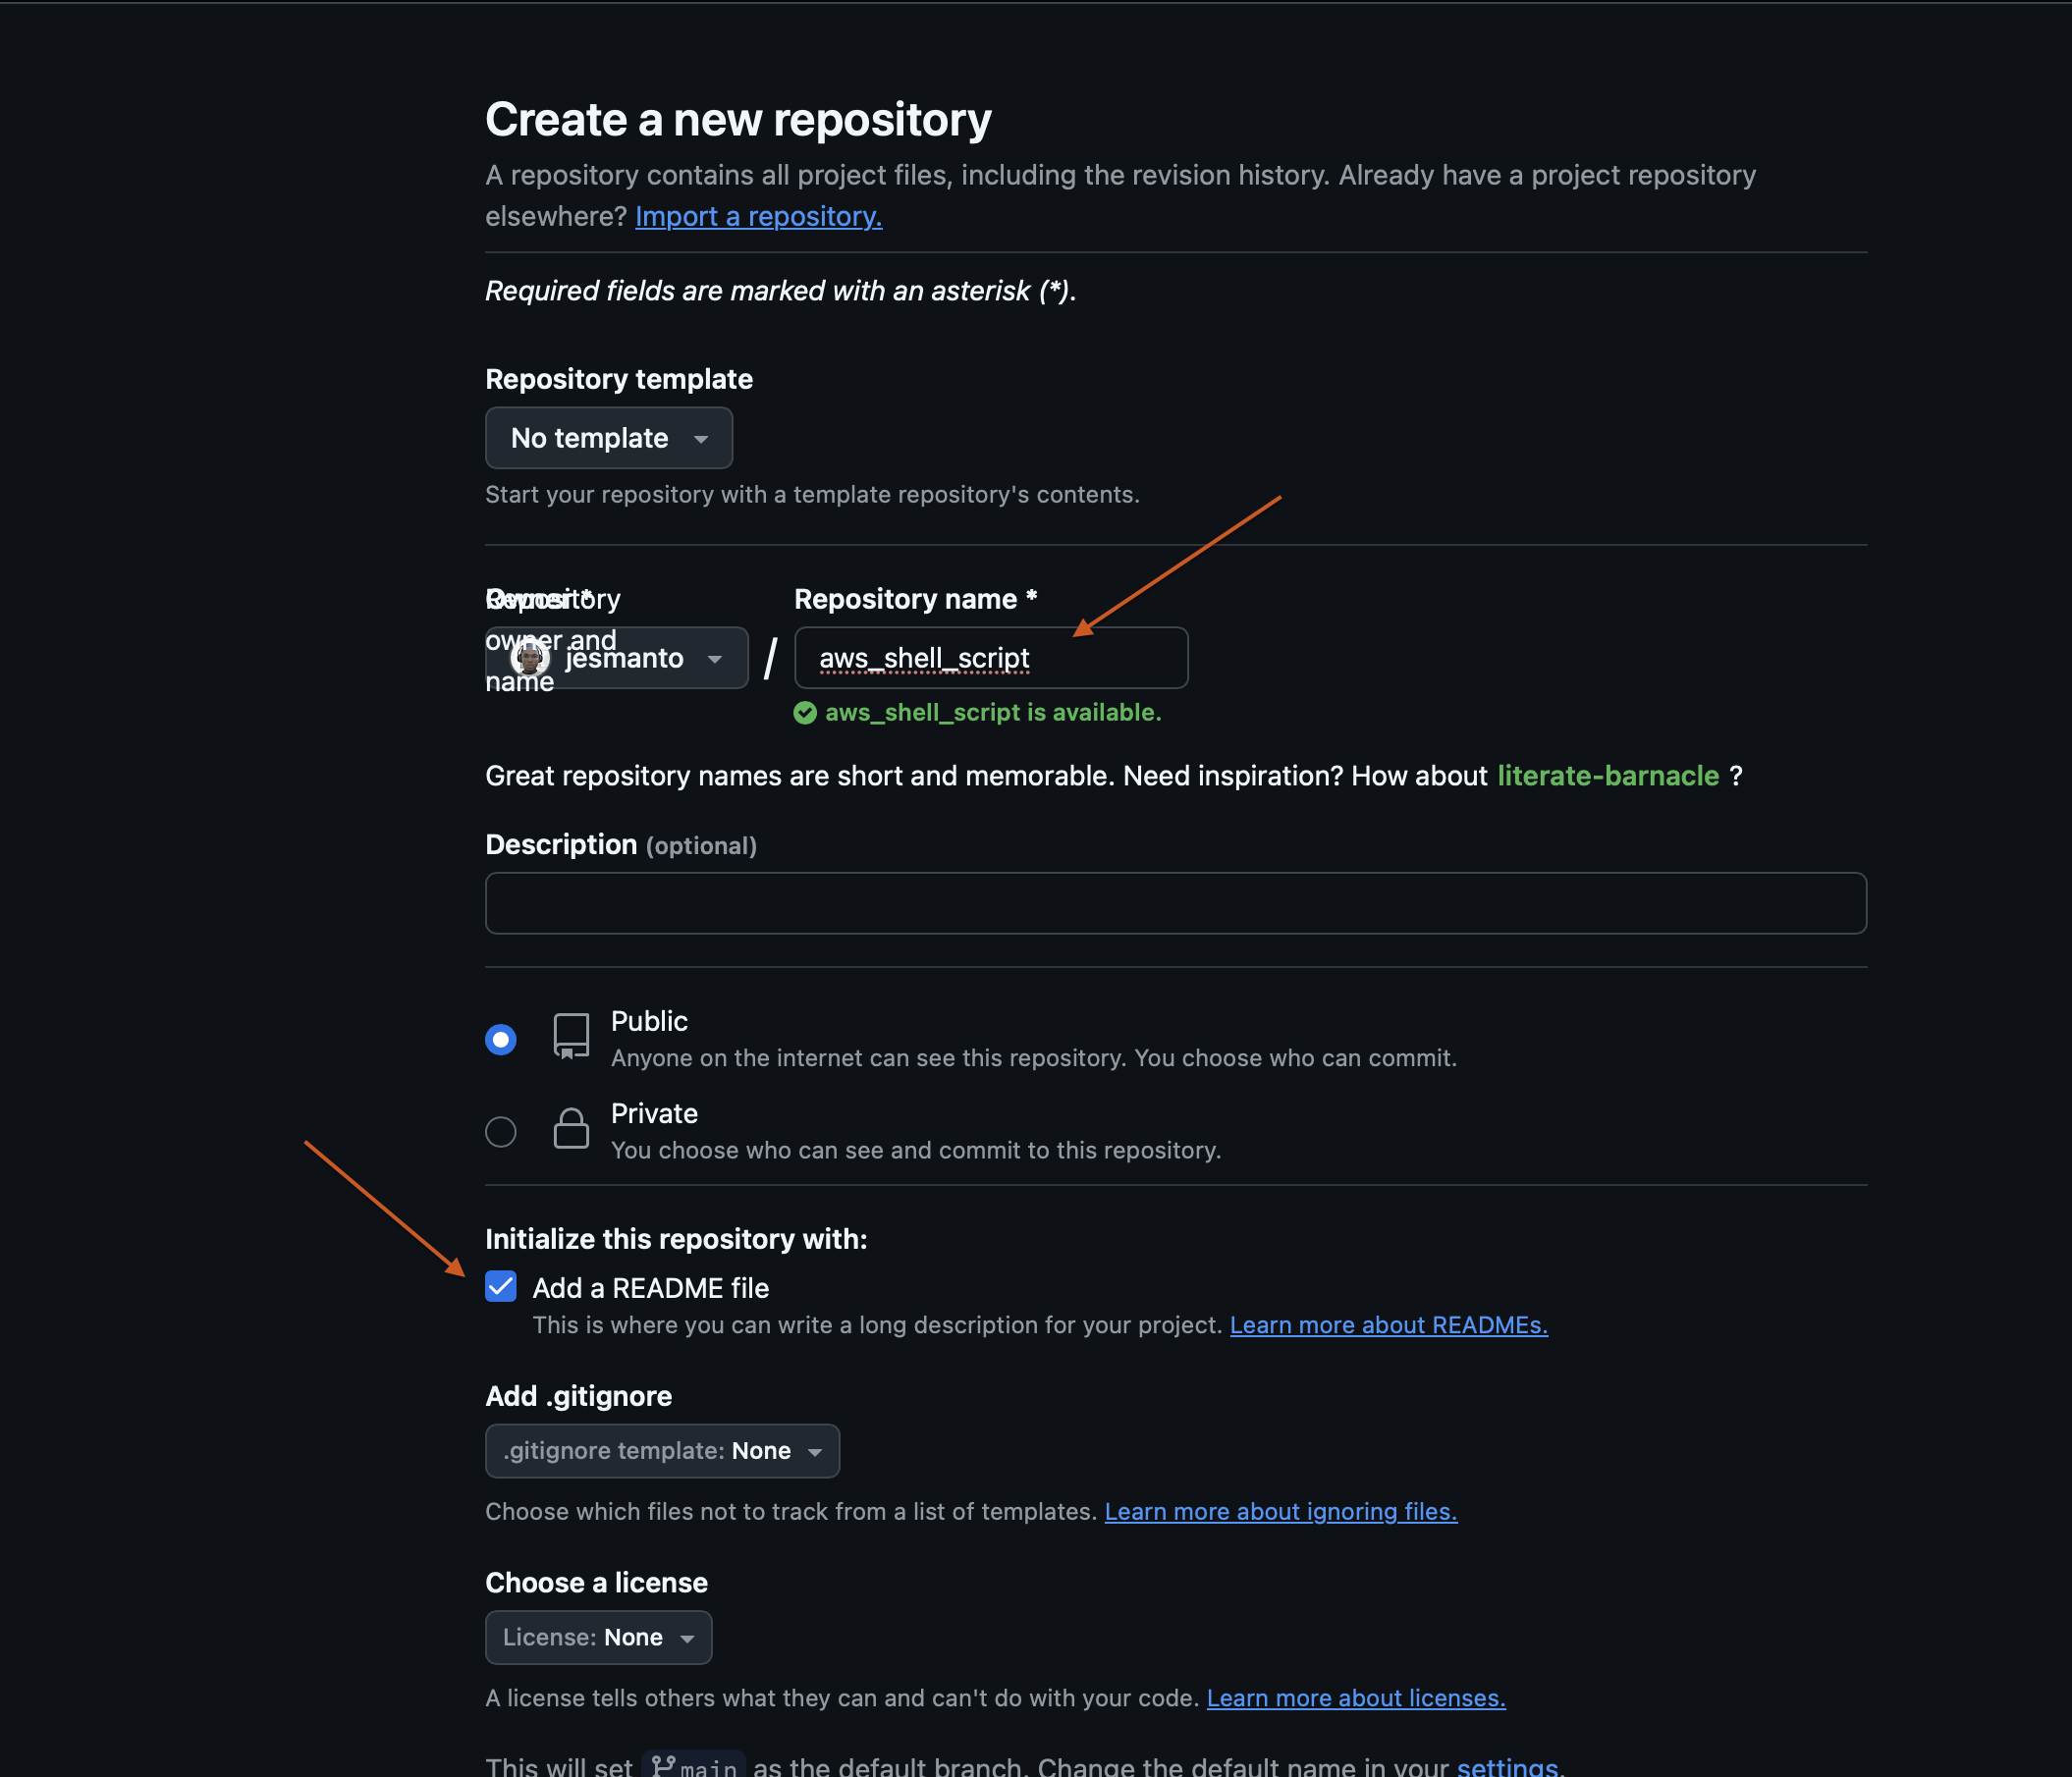 Create a new repository
A repository contains all project files, including the revision history. Already have a project repository
elsewhere? Import a repository.
Required fields are marked with an asterisk (*).
Repository template
No template
Start your repository with a template repository's contents.
Repository
owner and
name
Owner *
jesmanto
/
Repository name *
aws_shell_script
aws_shell_script is available.
Great repository names are short and memorable. Need inspiration? How about literate-barnacle ?
Description (optional)
Public
Anyone on the internet can see this repository. You choose who can commit.
Private
You choose who can see and commit to this repository.
Initialize this repository with:
Add a README file
This is where you can write a long description for your project. Learn more about READMEs.
Add .gitignore
.gitignore template: None
Choose which files not to track from a list of templates. Learn more about ignoring files.
Choose a license
License: None
A license tells others what they can and can't do with your code. Learn more about licenses.
This will set main as the default branch. Change the default name in your settings.